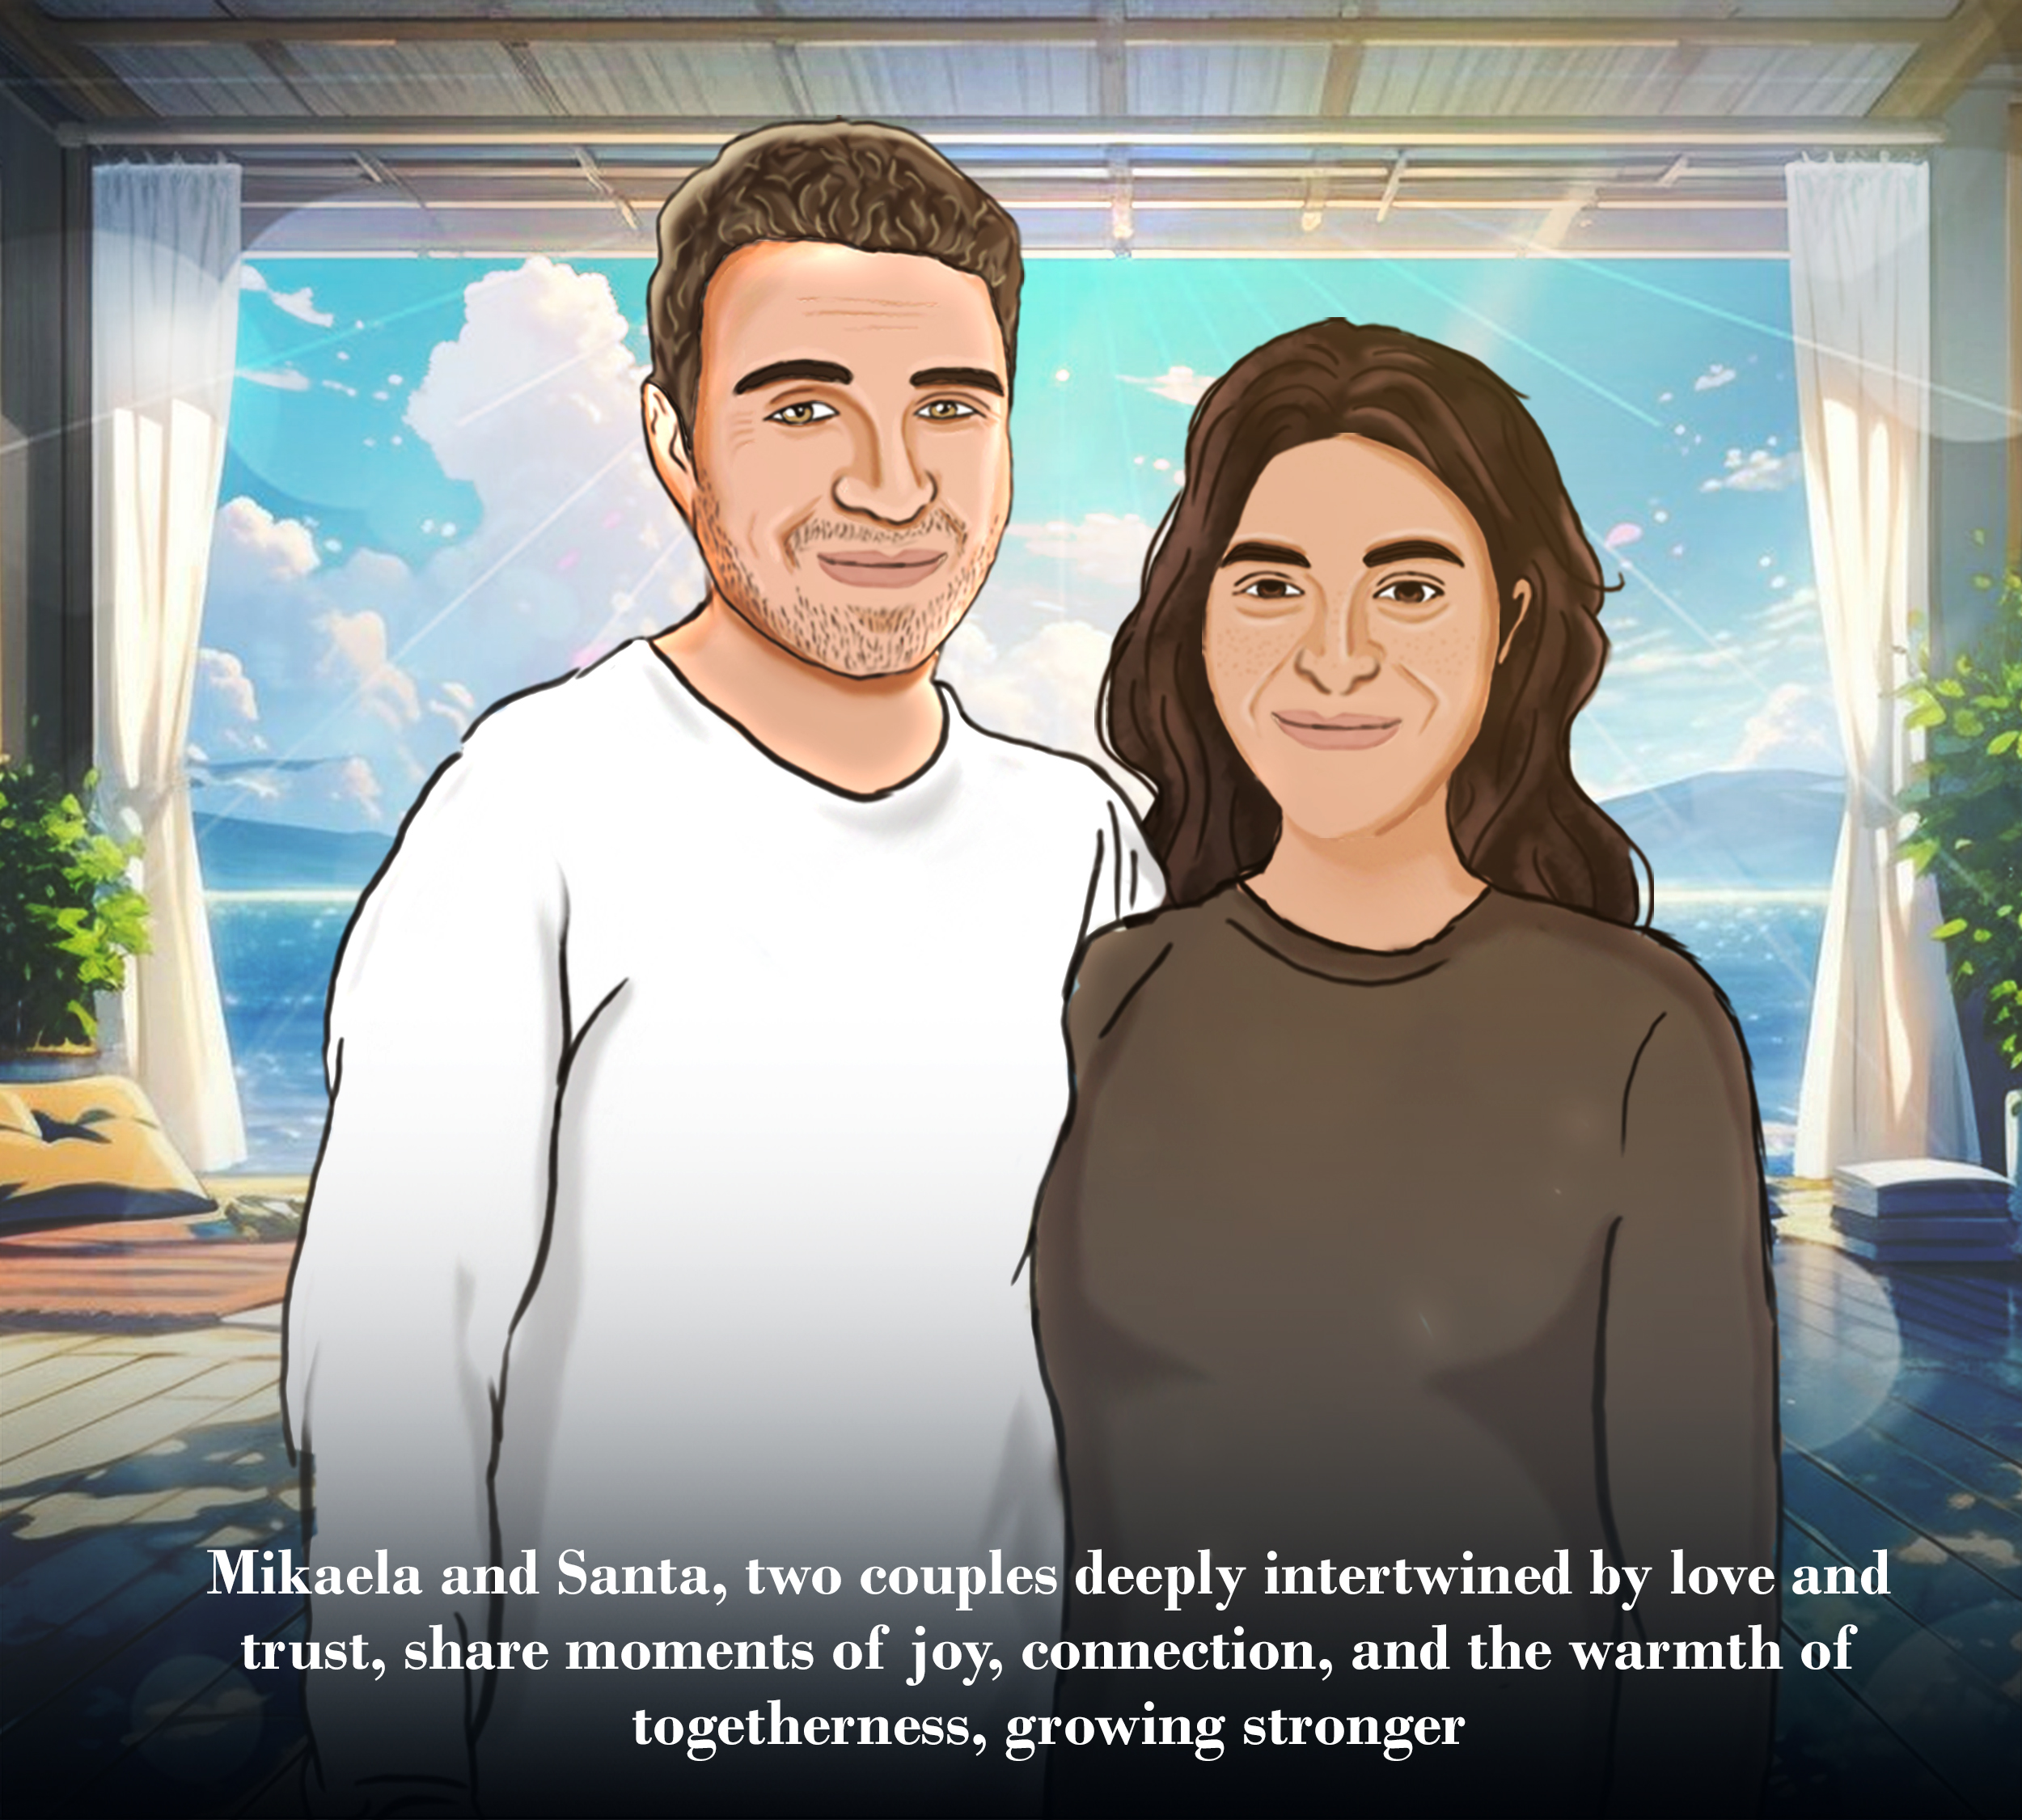 Mikaela and Santa, two couples deeply intertwined by love and
trust, share moments of joy, connection, and the warmth of
togetherness, growing stronger